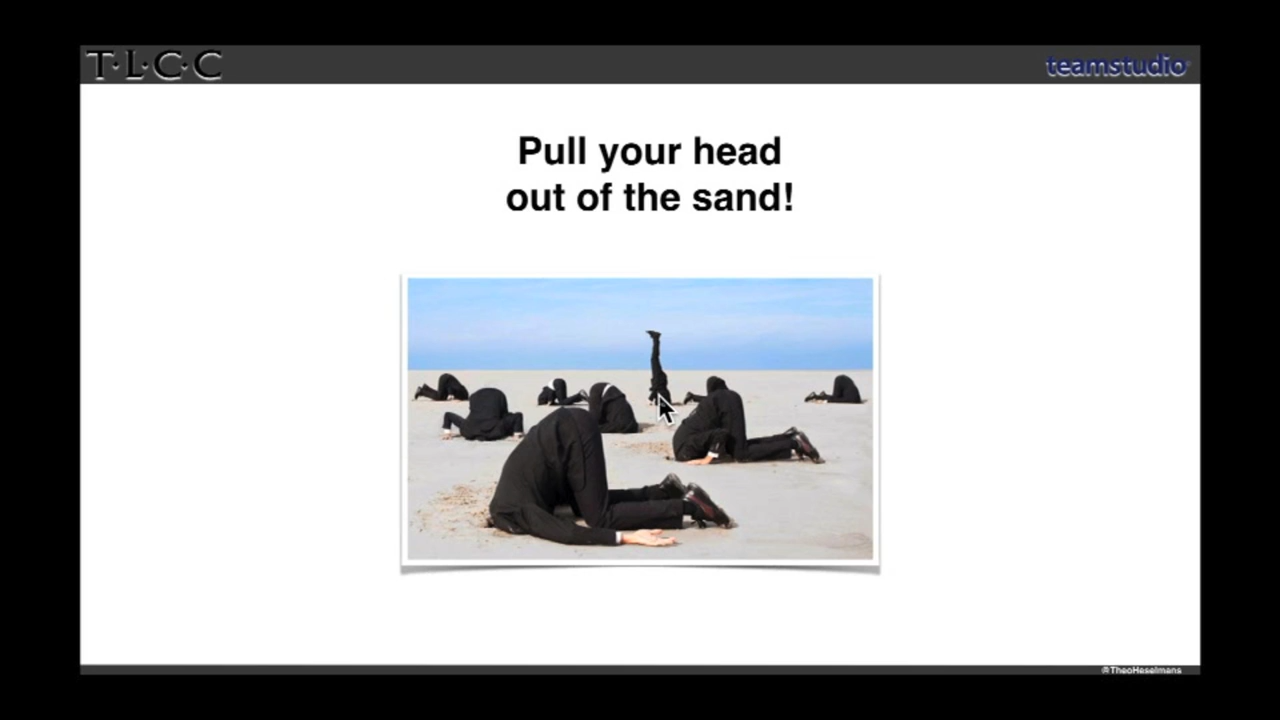 T·L·C·C
teamstudio
Pull your head
out of the sand!
@TheoHeselmans